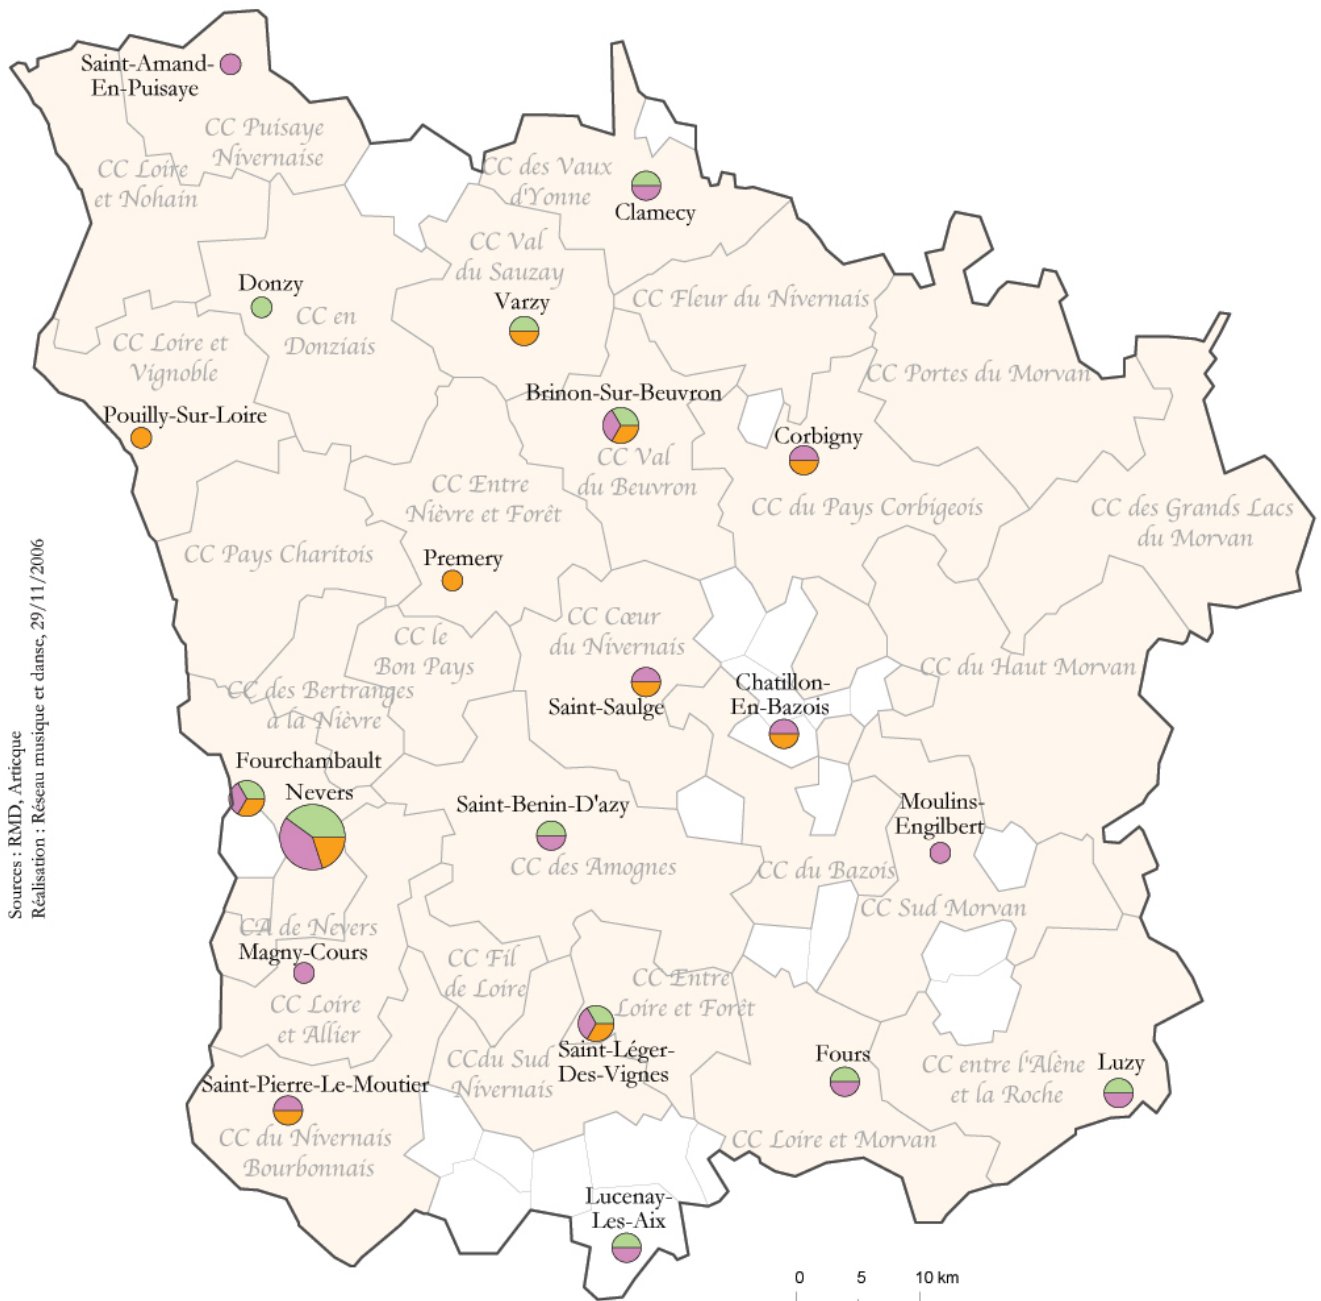 Saint-Amand-
En-Puisaye
CC Puisaye
Nivernaise
CC Loire
et Nohain
CC des Vaux
d'Yonne
Clamecy
CC Val
du Sauzay
Donzy
Varzy
CC Fleur du Nivernais
CC en
Donziais
CC Loire et
Vignoble
CC Portes du Morvan
Brinon-Sur-Beuvron
Pouilly-Sur-Loire
Corbigny
CC Val
du Beuvron
CC Entre
Nièvre et Forêt
CC du Pays Corbigeois
CC des Grands Lacs
du Morvan
CC Pays Charitois
Premery
CC Cœur
du Nivernais
CC le
Bon Pays
CC du Haut Morvan
CC des Bertranges
à la Nièvre
Saint-Saulge
Chatillon-
En-Bazois
Fourchambault
Nevers
Saint-Benin-D'azy
Moulins-
Engilbert
CC des Amognes
CC du Bazois
CC Sud Morvan
CA de Nevers
Magny-Cours
CC Fil
de Loire
CC Entre
Loire et Forêt
CC Loire
et Allier
Saint-Léger-
Des-Vignes
CCdu Sud
Nivernais
Fours
CC entre l'Alène
et la Roche
Luzy
Saint-Pierre-Le-Moutier
CC du Nivernais
Bourbonnais
CC Loire et Morvan
Lucenay-
Les-Aix
0 5 10 km
Sources : RMD, Articque
Réalisation : Réseau musique et danse, 29/11/2006